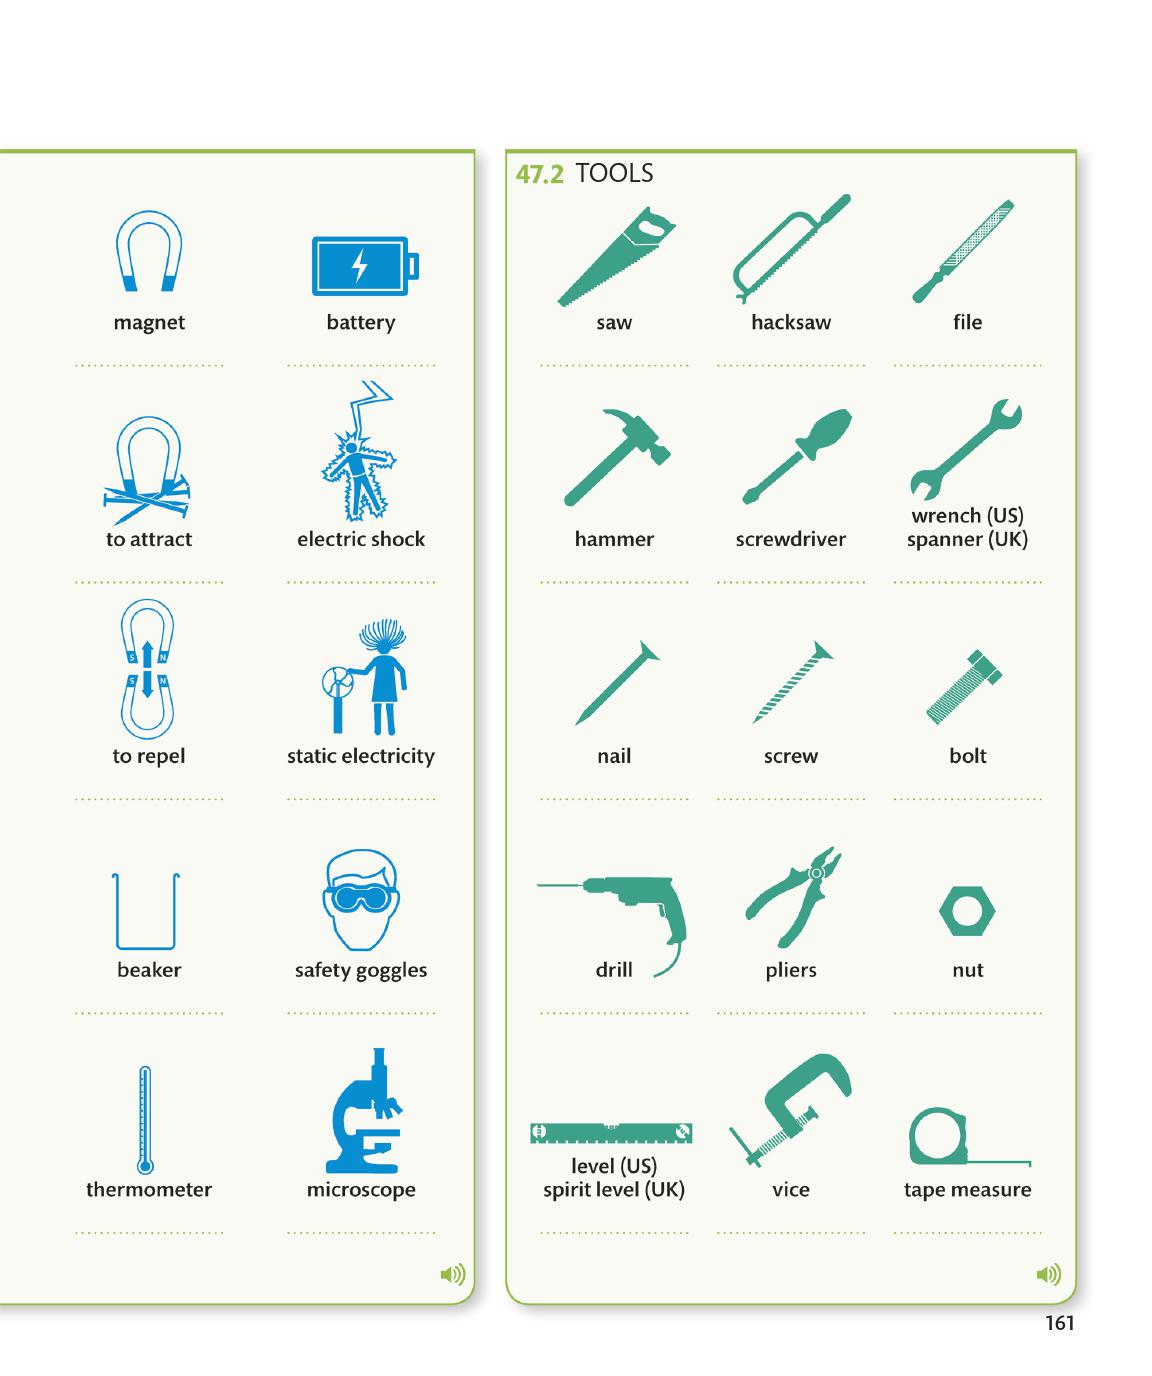 magnet
battery
to attract
electric shock
S N
S N
to repel
static electricity
beaker
safety goggles
thermometer
microscope
47.2 TOOLS
saw
hacksaw
file
hammer
screwdriver
wrench (US)
spanner (UK)
nail
screw
bolt
drill
pliers
nut
level (US)
spirit level (UK)
vice
tape measure
161